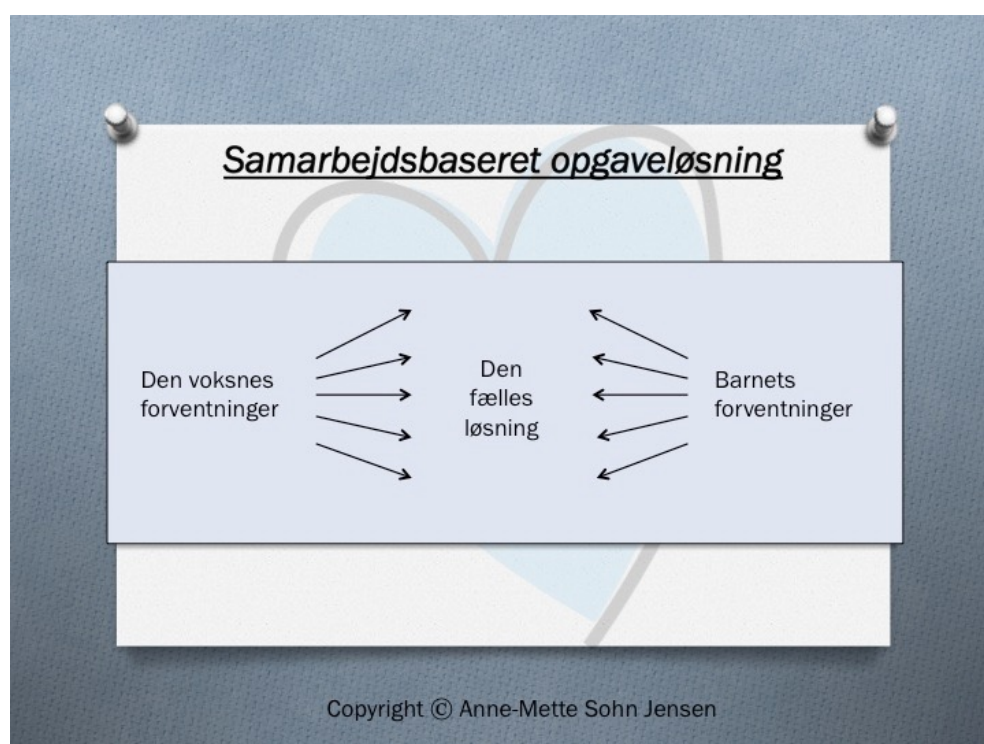 Samarbejdsbaseret opgaveløsning
Den voksnes
forventninger
Den
fælles
løsning
Barnets
forventninger
Copyright © Anne-Mette Sohn Jensen